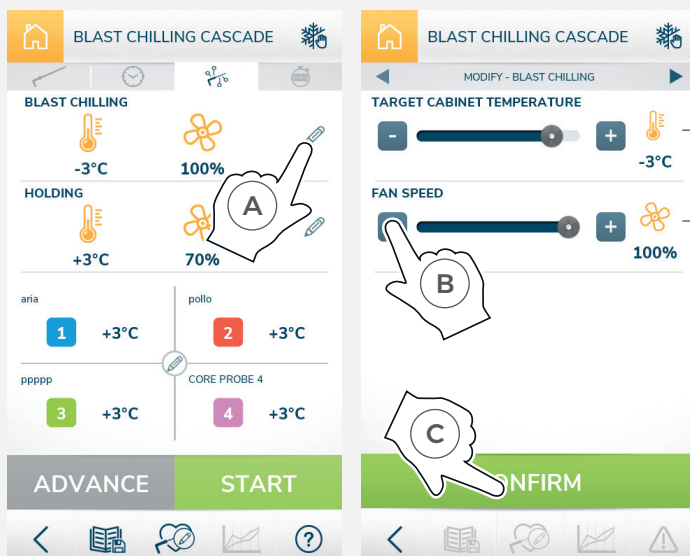 BLAST CHILLING CASCADE
BLAST CHILLING
-3°C
100%
A
HOLDING
+3°C
70%
aria
1
+3°C
pollo
2
+3°C
ppppp
3
+3°C
CORE PROBE 4
4
+3°C
ADVANCE
START
?
BLAST CHILLING CASCADE
MODIFY - BLAST CHILLING
TARGET CABINET TEMPERATURE
-
+
-3°C
FAN SPEED
+
100%
B
C
ONFIRM